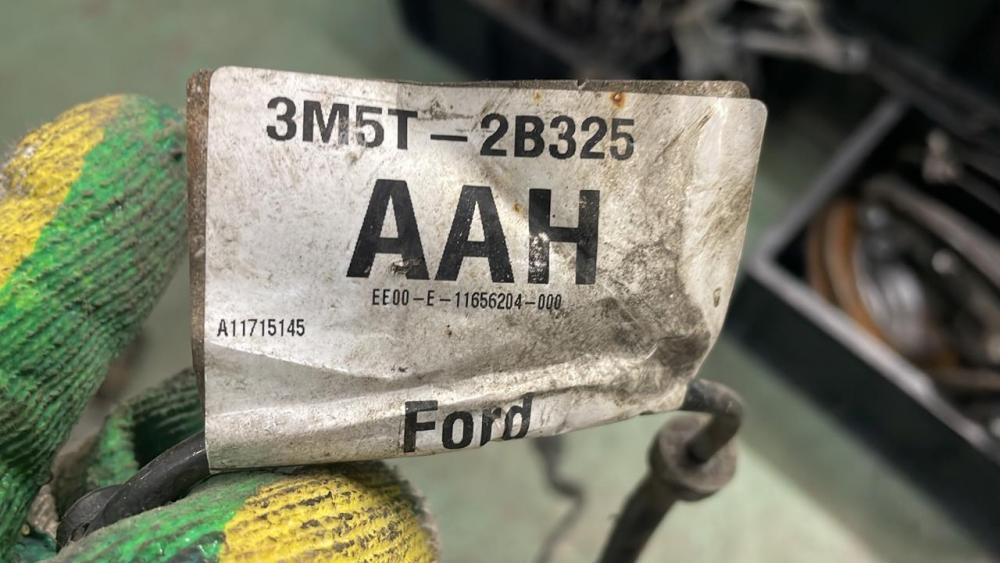 3M5T-2B325
AAH
EE00-E-11656204-000
A11715145
Ford